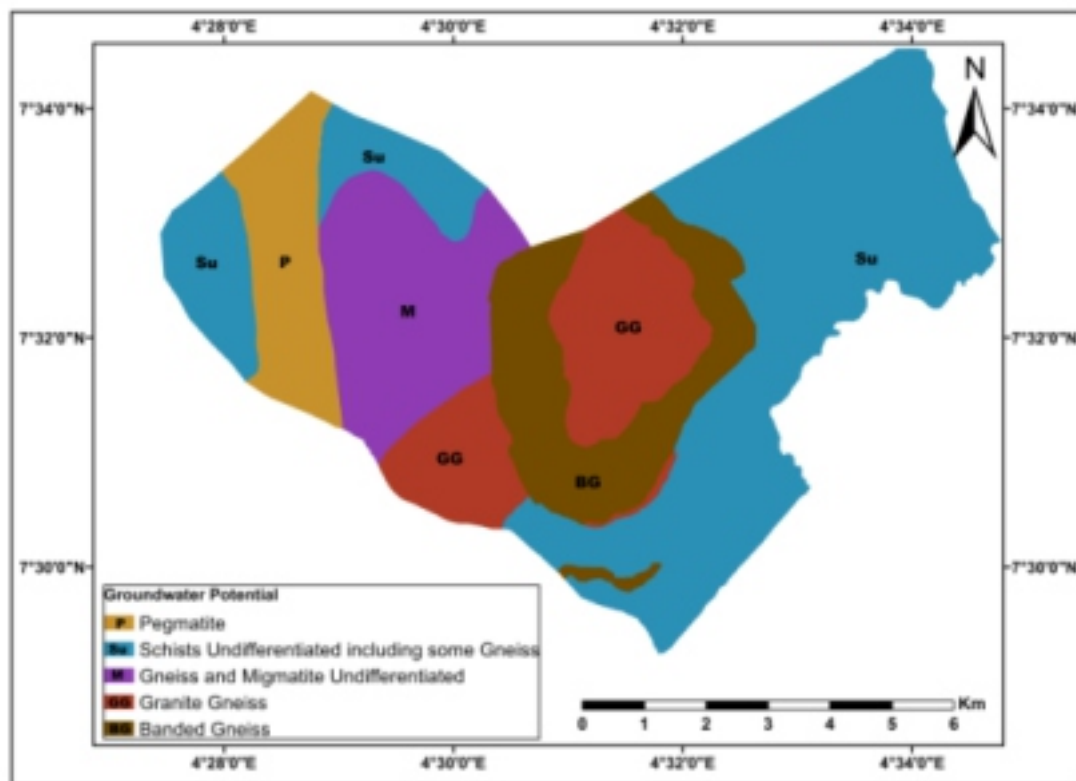 4°28'0"E 4°30'0"E 4°32'0"E 4°34'0"E
N
7°34'0"N 7°34'0"N
Su
Su P Su
M GG
7°32'0"N 7°32'0"N
GG
BG
7°30'0"N 7°30'0"N
Groundwater Potential
P Pegmatite
Su Schists Undifferentiated including some Gneiss
M Gneiss and Migmatite Undifferentiated
GG Granite Gneiss
BG Banded Gneiss
Km
0 1 2 3 4 5 6
4°28'0"E 4°30'0"E 4°32'0"E 4°34'0"E